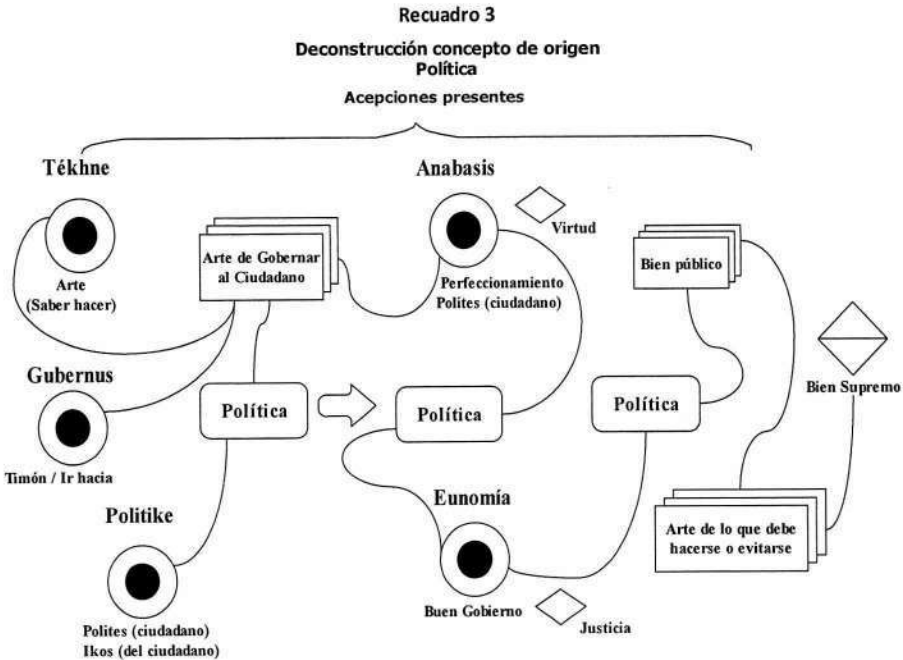 Recuadro 3
Deconstrucción concepto de origen
Política
Acepciones presentes
Tékhne
Arte
(Saber hacer)
Arte de Gobernar
al Ciudadano
Anabasis
Virtud
Perfeccionamiento
Polites (ciudadano)
Bien público
Bien Supremo
Gubernus
Timón / Ir hacia
Política
Política
Política
Politike
Polites (ciudadano)
Ikos (del ciudadano)
Eunomía
Buen Gobierno
Justicia
Arte de lo que debe
hacerse o evitarse